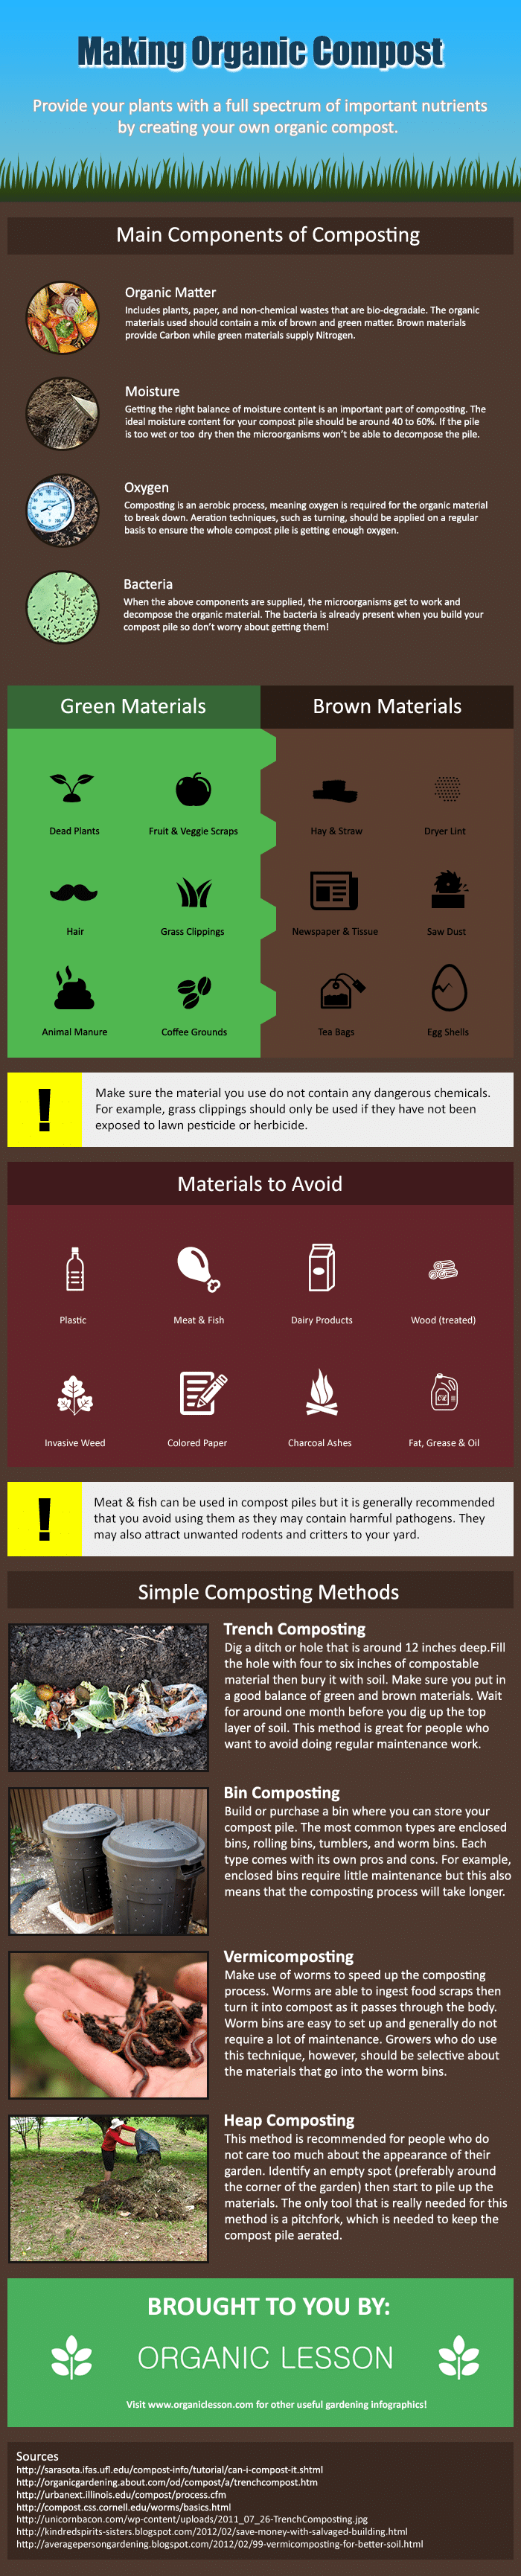 Making Organic Compost
Provide your plants with a full spectrum of important nutrients
by creating your own organic compost.
Main Components of Composting
Organic Matter
Includes plants, paper, and non-chemical wastes that are bio-degradale. The organic
materials used should contain a mix of brown and green matter. Brown materials
provide Carbon while green materials supply Nitrogen.
Moisture
Getting the right balance of moisture content is an important part of composting. The
ideal moisture content for your compost pile should be around 40 to 60%. If the pile
is too wet or too dry then the microorganisms won't be able to decompose the pile.
Oxygen
Composting is an aerobic process, meaning oxygen is required for the organic material
to break down. Aeration techniques, such as turning, should be applied on a regular
basis to ensure the whole compost pile is getting enough oxygen.
Bacteria
When the above components are supplied, the microorganisms get to work and
decompose the organic material. The bacteria is already present when you build your
compost pile so don't worry about getting them!
Green Materials
Brown Materials
Dead Plants
Fruit & Veggie Scraps
Hay & Straw
Dryer Lint
Hair
Grass Clippings
Newspaper & Tissue
Saw Dust
Animal Manure
Coffee Grounds
Tea Bags
Egg Shells
!
Make sure the material you use do not contain any dangerous chemicals.
For example, grass clippings should only be used if they have not been
exposed to lawn pesticide or herbicide.
Materials to Avoid
Plastic
Meat & Fish
Dairy Products
Wood (treated)
Oil
Invasive Weed
Colored Paper
Charcoal Ashes
Fat, Grease & Oil
!
Meat & fish can be used in compost piles but it is generally recommended
that you avoid using them as they may contain harmful pathogens. They
may also attract unwanted rodents and critters to your yard.
Simple Composting Methods
Trench Composting
Dig a ditch or hole that is around 12 inches deep.Fill
the hole with four to six inches of compostable
material then bury it with soil. Make sure you put in
a good balance of green and brown materials. Wait
for around one month before you dig up the top
layer of soil. This method is great for people who
want to avoid doing regular maintenance work.
Bin Composting
Build or purchase a bin where you can store your
compost pile. The most common types are enclosed
bins, rolling bins, tumblers, and worm bins. Each
type comes with its own pros and cons. For example,
enclosed bins require little maintenance but this also
means that the composting process will take longer.
Vermicomposting
Make use of worms to speed up the composting
process. Worms are able to ingest food scraps then
turn it into compost as it passes through the body.
Worm bins are easy to set up and generally do not
require a lot of maintenance. Growers who do use
this technique, however, should be selective about
the materials that go into the worm bins.
Heap Composting
This method is recommended for people who do
not care too much about the appearance of their
garden. Identify an empty spot (preferably around
the corner of the garden) then start to pile up the
materials. The only tool that is really needed for this
method is a pitchfork, which is needed to keep the
compost pile aerated.
BROUGHT TO YOU BY:
ORGANIC LESSON
Visit www.organiclesson.com for other useful gardening infographics!
Sources
http://sarasota.ifas.ufl.edu/compost-info/tutorial/can-i-compost-it.shtml
http://organicgardening.about.com/od/compost/a/trenchcompost.htm
http://urbanext.illinois.edu/compost/process.cfm
http://compost.css.cornell.edu/worms/basics.html
http://unicornbacon.com/wp-content/uploads/2011_07_26-TrenchComposting.jpg
http://kindredspirits-sisters.blogspot.com/2012/02/save-money-with-salvaged-building.html
http://averagepersongardening.blogspot.com/2012/02/99-vermicomposting-for-better-soil.html